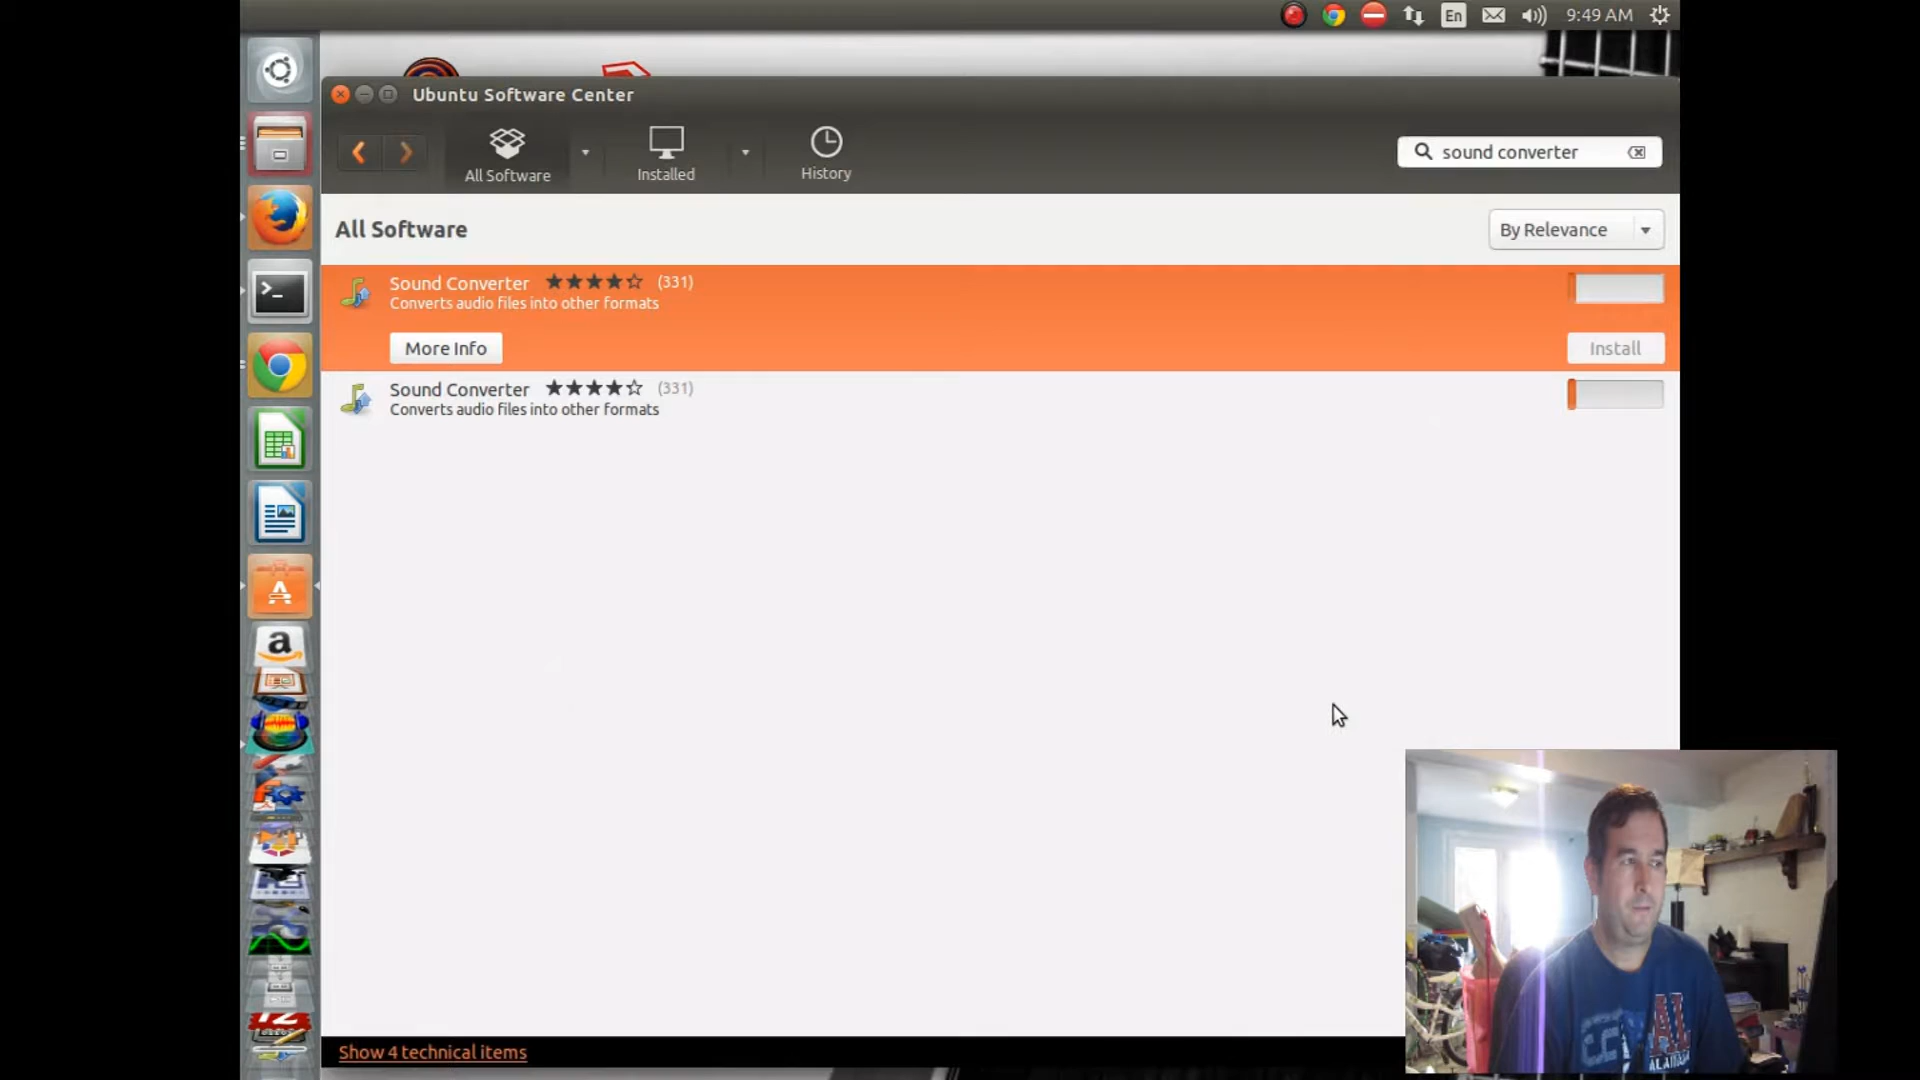 En
9:49 AM
Ubuntu Software Center
All Software
Installed
History
sound converter
All Software
By Relevance
Sound Converter (331)
Converts audio files into other formats
More Info
Install
Sound Converter (331)
Converts audio files into other formats
a
Show 4 technical items